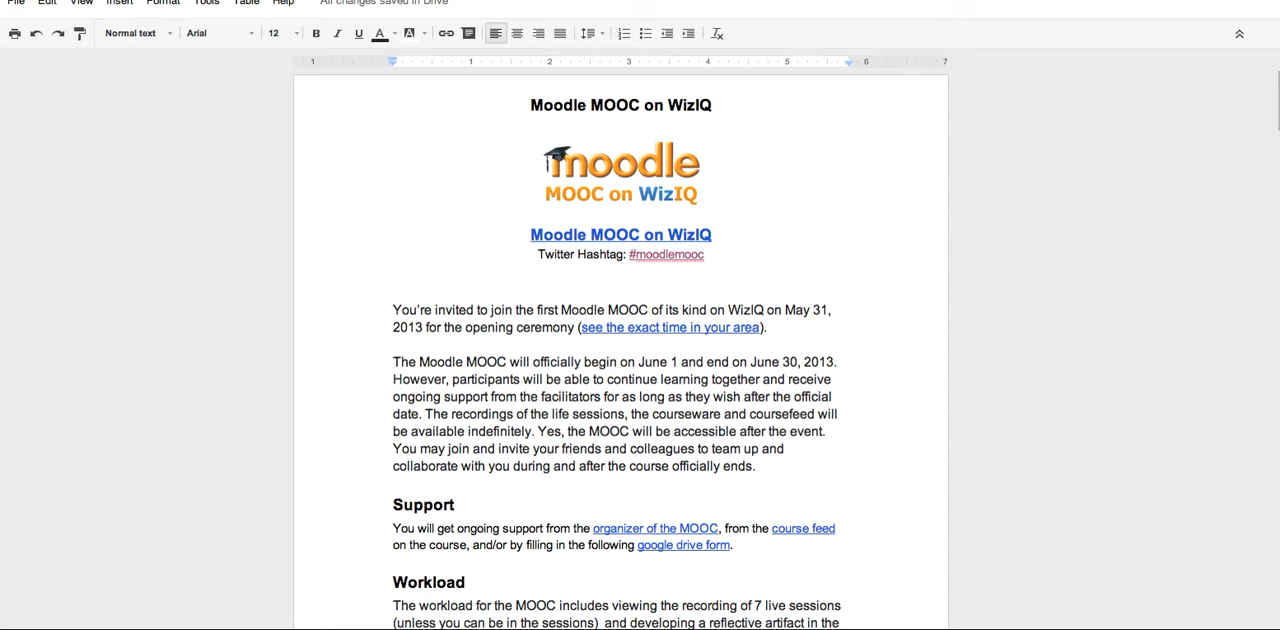 File Edit View Insert Format Tools Table Help All changes saved in Drive
Normal text Arial 12 B I U A A
1 1 2 3 4 5 6 7
Moodle MOOC on WizIQ
moodle
MOOC on WizIQ
Moodle MOOC on WizIQ
Twitter Hashtag: #moodlemooc
You're invited to join the first Moodle MOOC of its kind on WizIQ on May 31,
2013 for the opening ceremony (see the exact time in your area).
The Moodle MOOC will officially begin on June 1 and end on June 30, 2013.
However, participants will be able to continue learning together and receive
ongoing support from the facilitators for as long as they wish after the official
date. The recordings of the life sessions, the courseware and coursefeed will
be available indefinitely. Yes, the MOOC will be accessible after the event.
You may join and invite your friends and colleagues to team up and
collaborate with you during and after the course officially ends.
Support
You will get ongoing support from the organizer of the MOOC, from the course feed
on the course, and/or by filling in the following google drive form.
Workload
The workload for the MOOC includes viewing the recording of 7 live sessions
(unless you can be in the sessions) and developing a reflective artifact in the